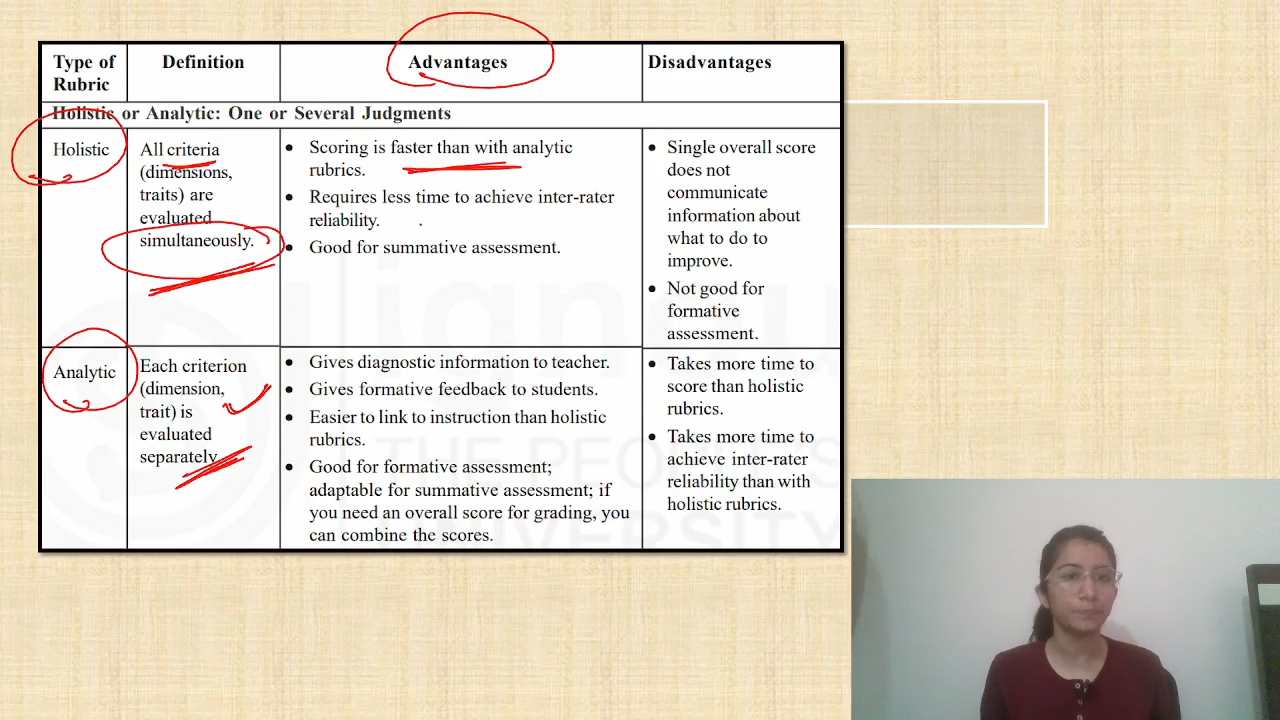 Type of Rubric
Definition
Advantages
Disadvantages
Holistic or Analytic: One or Several Judgments
Holistic
All criteria
(dimensions,
traits) are
evaluated
simultaneously.
• Scoring is faster than with analytic
rubrics.
• Requires less time to achieve inter-rater
reliability.
• Good for summative assessment.
• Single overall score
does not
communicate
information about
what to do to
improve.
• Not good for
formative
assessment.
Analytic
Each criterion
(dimension,
trait) is
evaluated
separately.
• Gives diagnostic information to teacher.
• Gives formative feedback to students.
• Easier to link to instruction than holistic
rubrics.
• Good for formative assessment;
adaptable for summative assessment; if
you need an overall score for grading, you
can combine the scores.
• Takes more time to
score than holistic
rubrics.
• Takes more time to
achieve inter-rater
reliability than with
holistic rubrics.
ignou
THE PEOPLE'S
UNIVERSITY